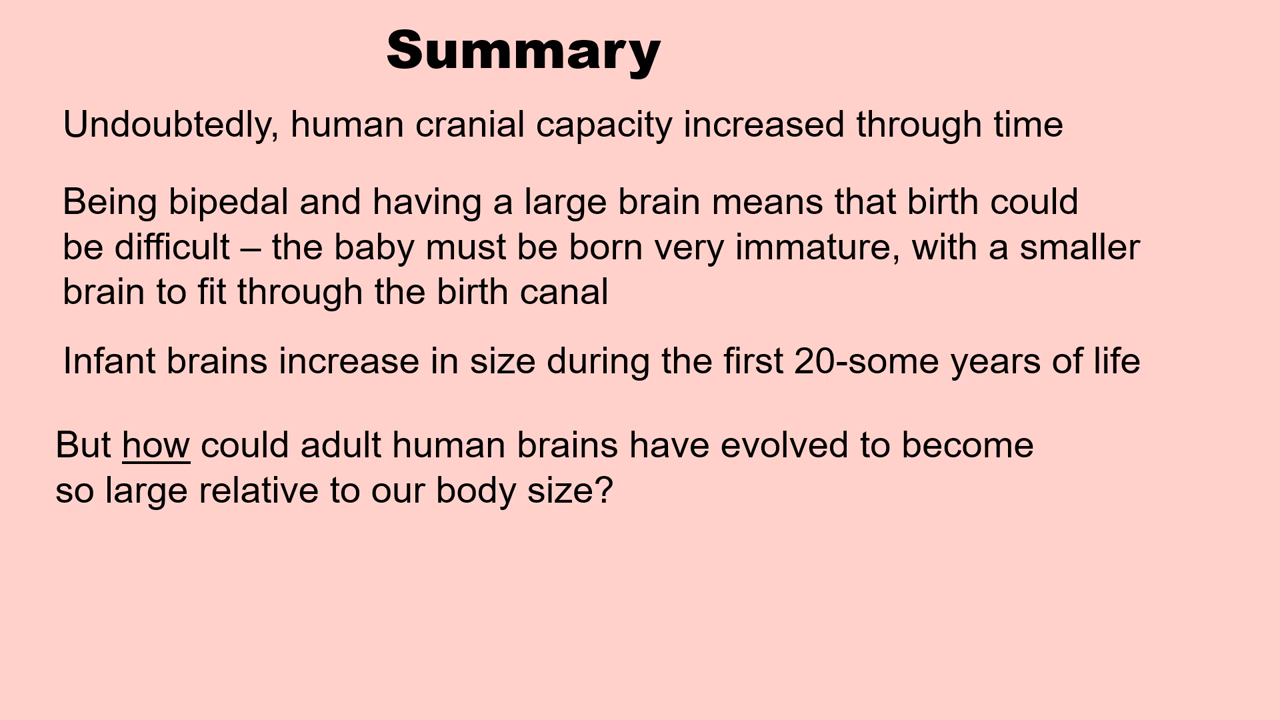 Summary
Undoubtedly, human cranial capacity increased through time
Being bipedal and having a large brain means that birth could
be difficult – the baby must be born very immature, with a smaller
brain to fit through the birth canal
Infant brains increase in size during the first 20-some years of life
But how could adult human brains have evolved to become
so large relative to our body size?